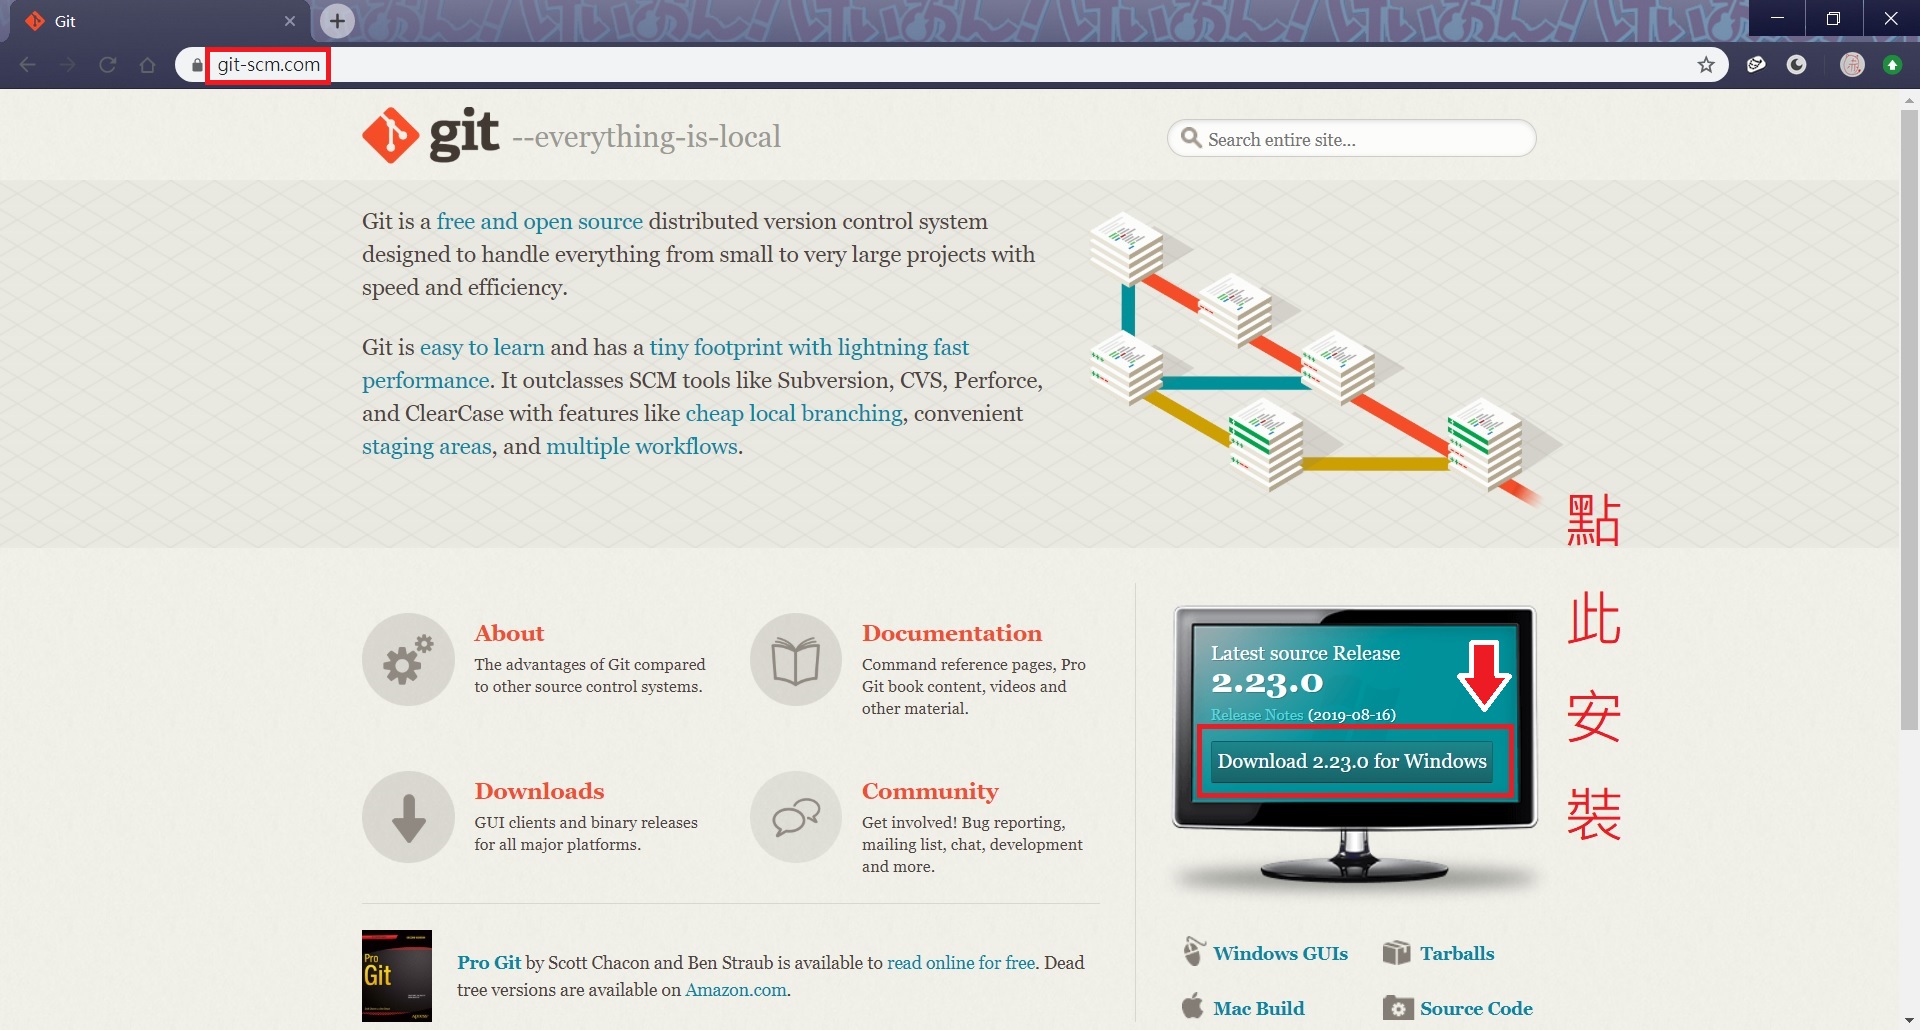 Git
git-scm.com
git --everything-is-local
Search entire site...
Git is a free and open source distributed version control system
designed to handle everything from small to very large projects with
speed and efficiency.
Git is easy to learn and has a tiny footprint with lightning fast
performance. It outclasses SCM tools like Subversion, CVS, Perforce,
and ClearCase with features like cheap local branching, convenient
staging areas, and multiple workflows.
About
The advantages of Git compared
to other source control systems.
Documentation
Command reference pages, Pro
Git book content, videos and
other material.
Downloads
GUI clients and binary releases
for all major platforms.
Community
Get involved! Bug reporting,
mailing list, chat, development
and more.
Latest source Release
2.23.0
Release Notes (2019-08-16)
Download 2.23.0 for Windows
點此安裝
Pro
Git
Pro Git by Scott Chacon and Ben Straub is available to read online for free. Dead
tree versions are available on Amazon.com.
Windows GUIs
Tarballs
Mac Build
Source Code